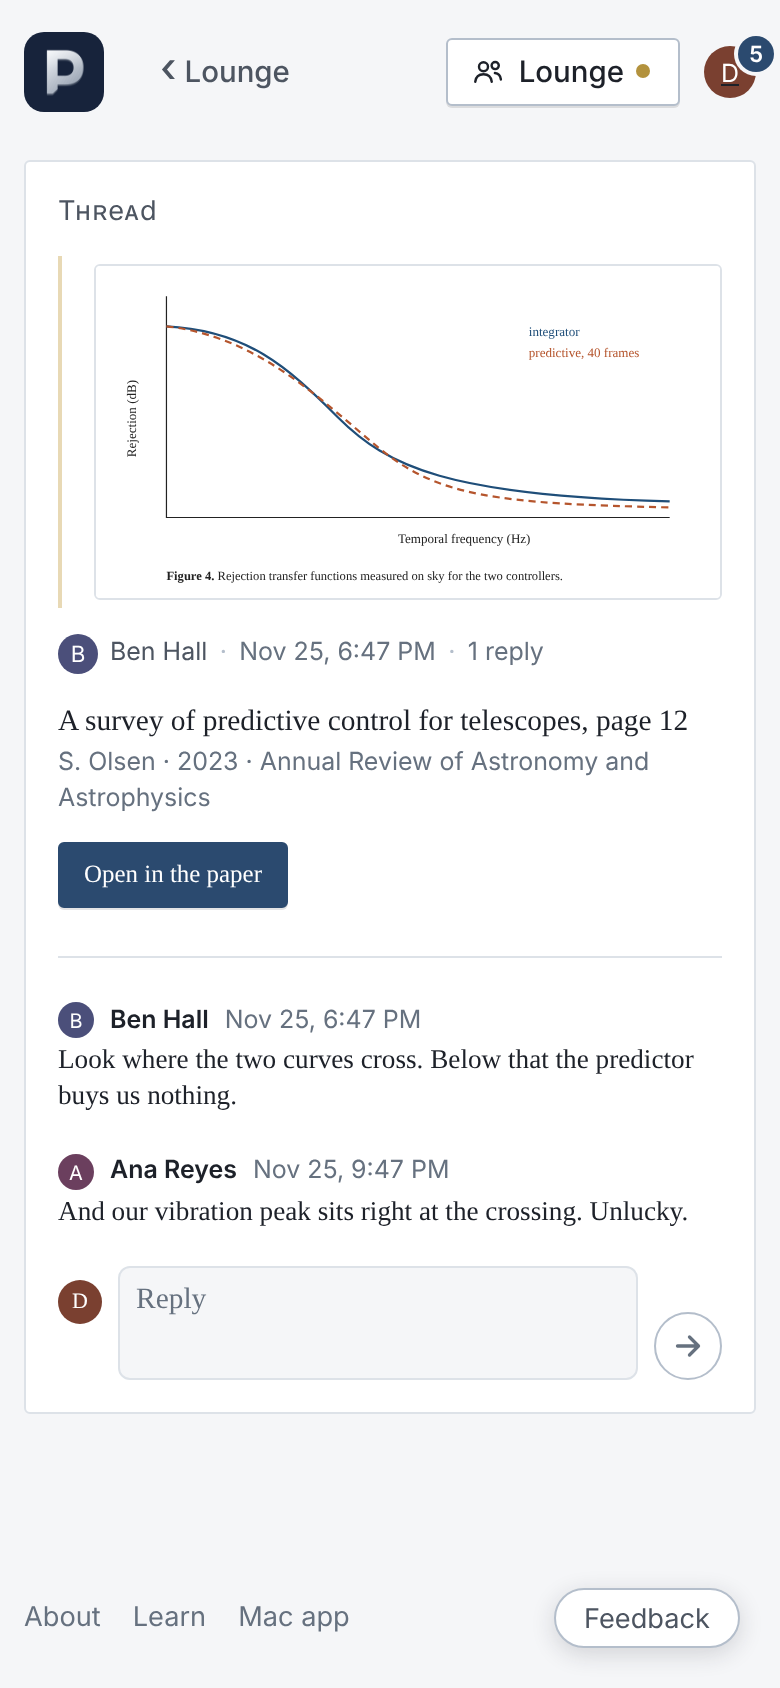 P
Lounge
Lounge
D
5
Thread
integrator
predictive, 40 frames
Rejection (dB)
Temporal frequency (Hz)
Figure 4. Rejection transfer functions measured on sky for the two controllers.
B
Ben Hall · Nov 25, 6:47 PM · 1 reply
A survey of predictive control for telescopes, page 12
S. Olsen · 2023 · Annual Review of Astronomy and
Astrophysics
Open in the paper
B
Ben Hall Nov 25, 6:47 PM
Look where the two curves cross. Below that the predictor
buys us nothing.
A
Ana Reyes Nov 25, 9:47 PM
And our vibration peak sits right at the crossing. Unlucky.
D
Reply
About Learn Mac app
Feedback